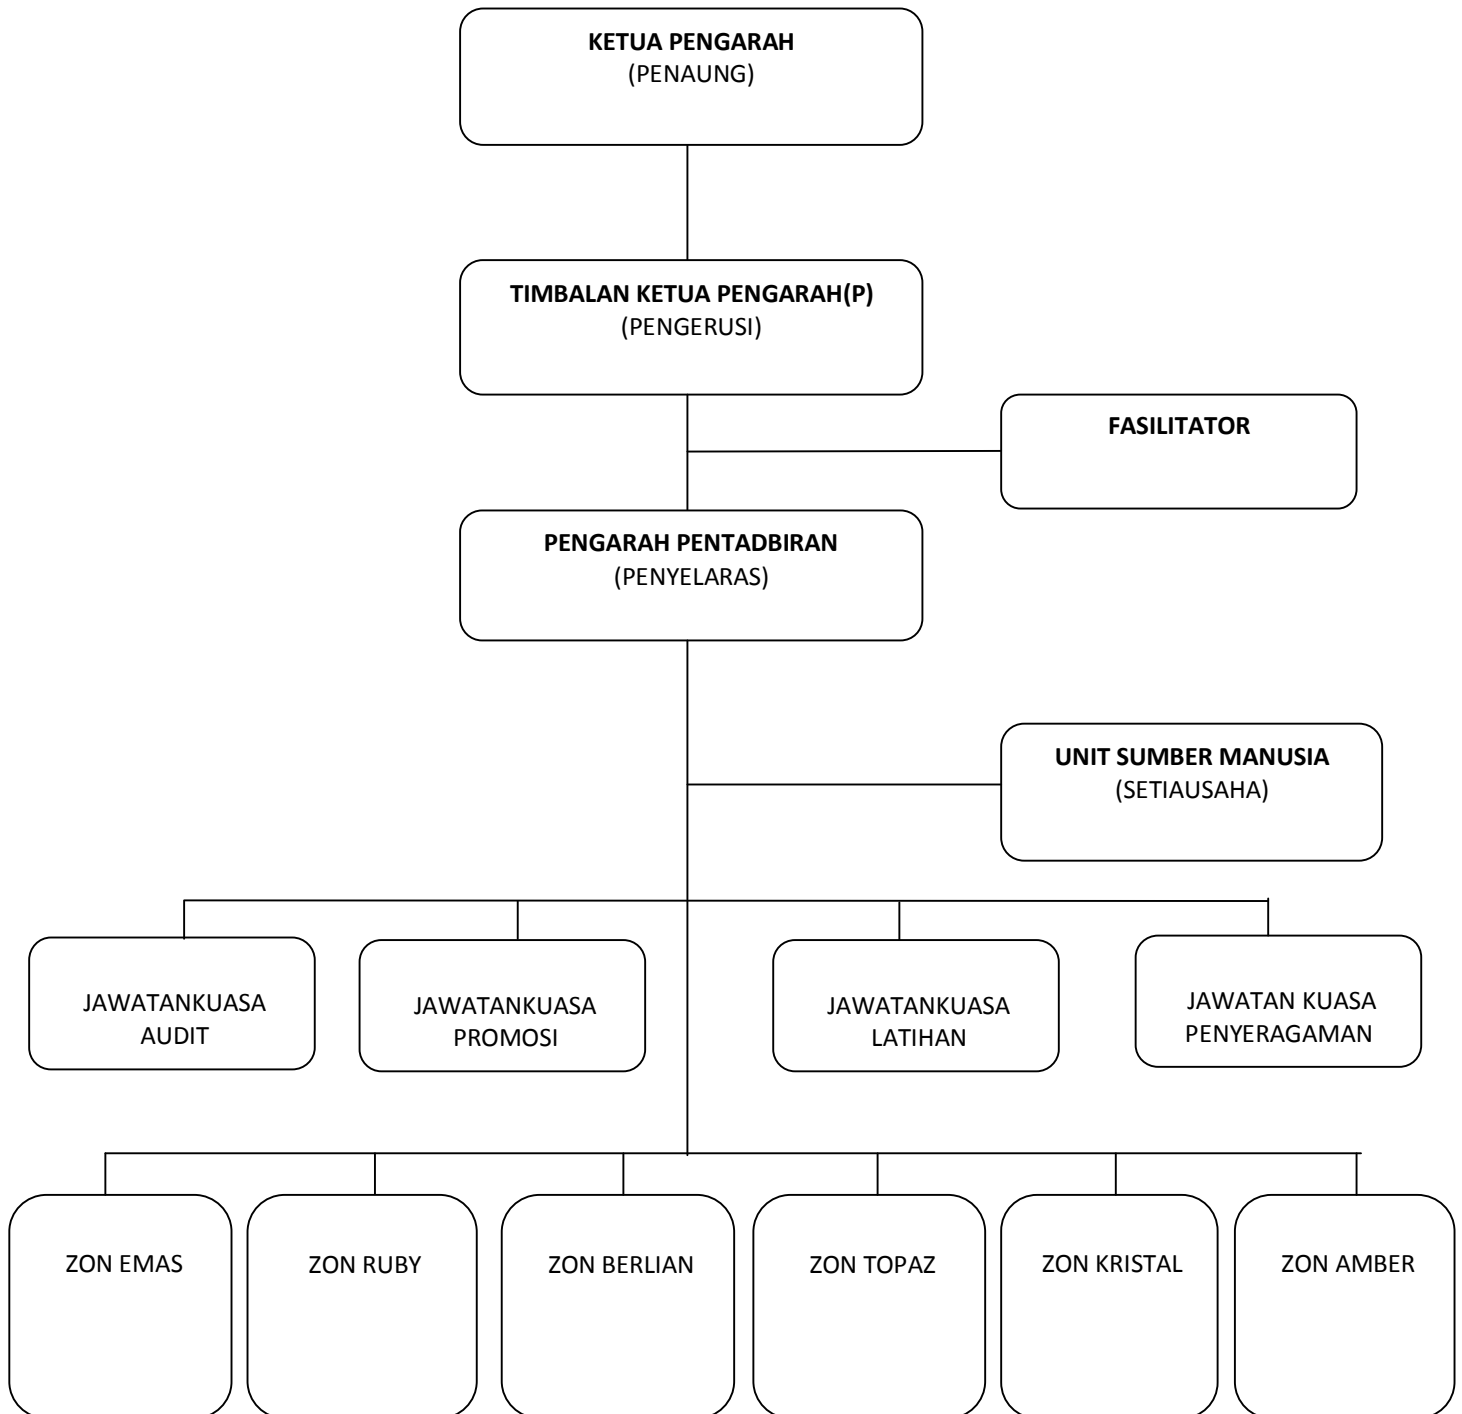 KETUA PENGARAH
(PENAUNG)
TIMBALAN KETUA PENGARAH(P)
(PENGERUSI)
FASILITATOR
PENGARAH PENTADBIRAN
(PENYELARAS)
UNIT SUMBER MANUSIA
(SETIAUSAHA)
JAWATANKUASA
AUDIT
JAWATANKUASA
PROMOSI
JAWATANKUASA
LATIHAN
JAWATAN KUASA
PENYERAGAMAN
ZON EMAS
ZON RUBY
ZON BERLIAN
ZON TOPAZ
ZON KRISTAL
ZON AMBER